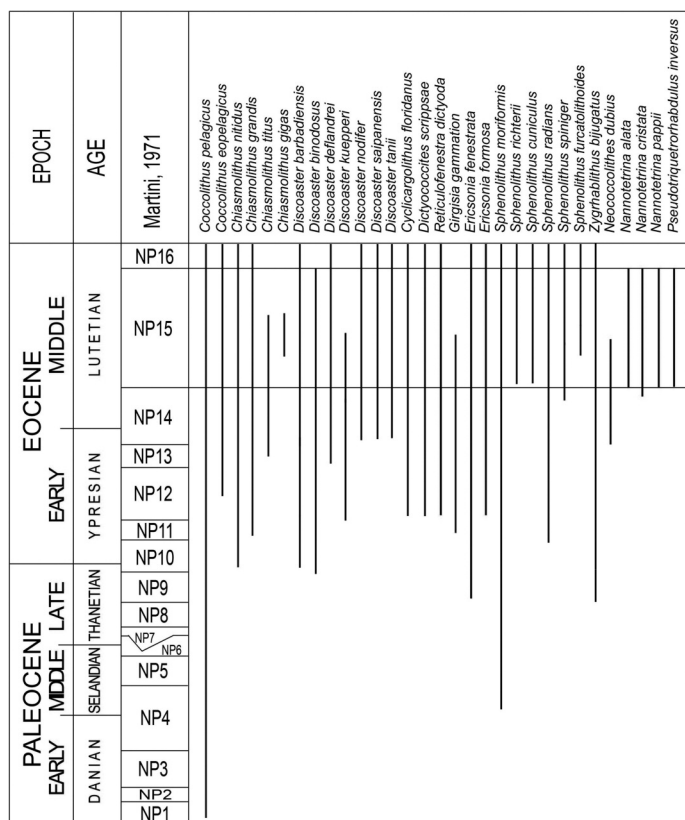 EPOCH
AGE
Martini, 1971
Coccolithus pelagicus
Coccolithus eopelagicus
Chiasmolithus nitidus
Chiasmolithus grandis
Chiasmolithus titus
Chiasmolithus gigas
Discoaster barbadiensis
Discoaster binodosus
Discoaster deflandrei
Discoaster kuepperi
Discoaster nodifer
Discoaster saipanensis
Discoaster tanii
Cyclicargolithus floridanus
Dictyococcites scrippsae
Reticulofenestra dictyoda
Girgisia gammation
Ericsonia fenestrata
Ericsonia formosa
Sphenolithus moriformis
Sphenolithus richterii
Sphenolithus cuniculus
Sphenolithus radians
Sphenolithus spiniger
Sphenolithus furcatolithoides
Zygrhablithus bijugatus
Neococcolithes dubius
Nannotetrina alata
Nannotetrina cristata
Nannotetrina pappii
Pseudotriquetrorhabdulus inversus
EOCENE
MIDDLE
EARLY
LUTETIAN
YPRESIAN
NP16
NP15
NP14
NP13
NP12
NP11
NP10
PALEOCENE
LATE
MIDDLE
EARLY
THANETIAN
SELANDIAN
DANIAN
NP9
NP8
NP7
NP6
NP5
NP4
NP3
NP2
NP1